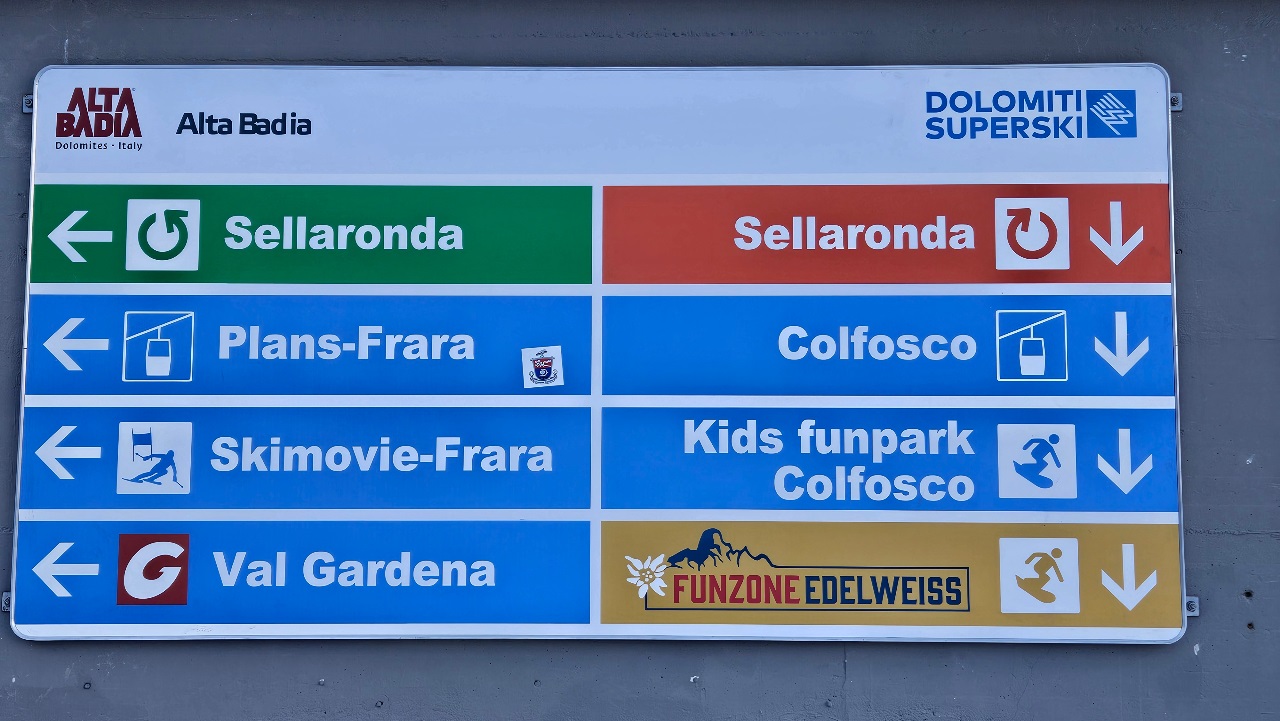 ALTA
BADIA
Dolomites - Italy
Alta Badia
DOLOMITI
SUPERSKI
Sellaronda
Sellaronda
Plans-Frara
Colfosco
Skimovie-Frara
Kids funpark
Colfosco
G Val Gardena
FUNZONE EDELWEISS